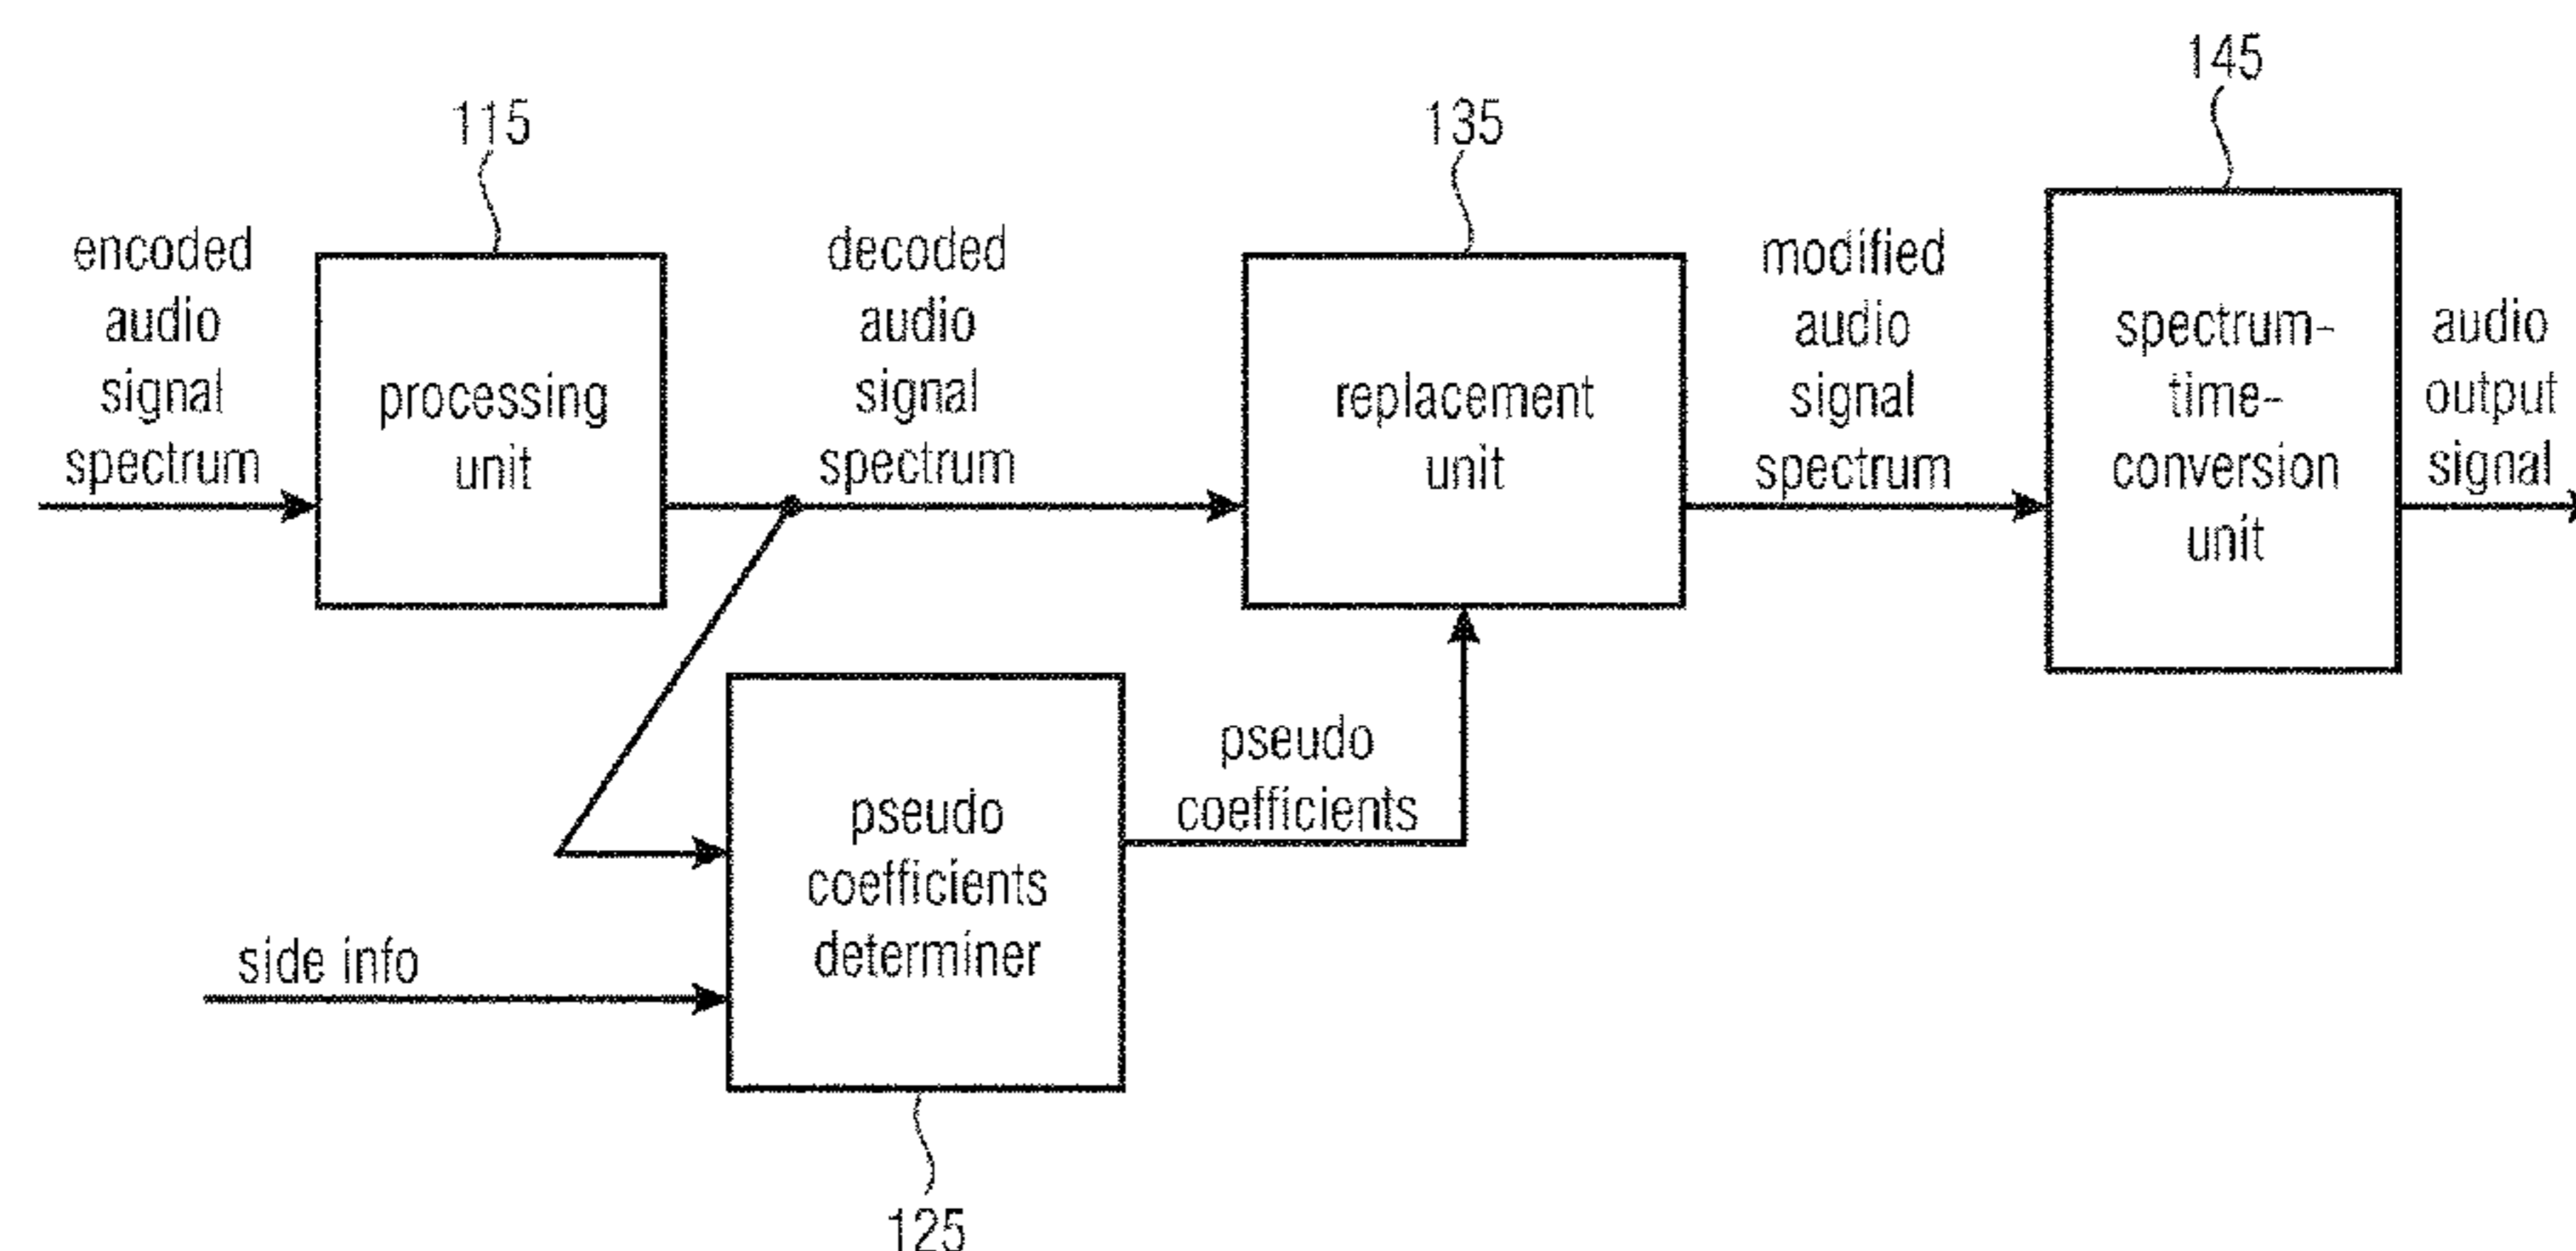 115
135
145
encoded
audio
signal
spectrum
processing
unit
decoded
audio
signal
spectrum
replacement
unit
modified
audio
signal
spectrum
spectrum-
time-
conversion
unit
audio
output
signal
pseudo
coefficients
determiner
pseudo
coefficients
side info
125